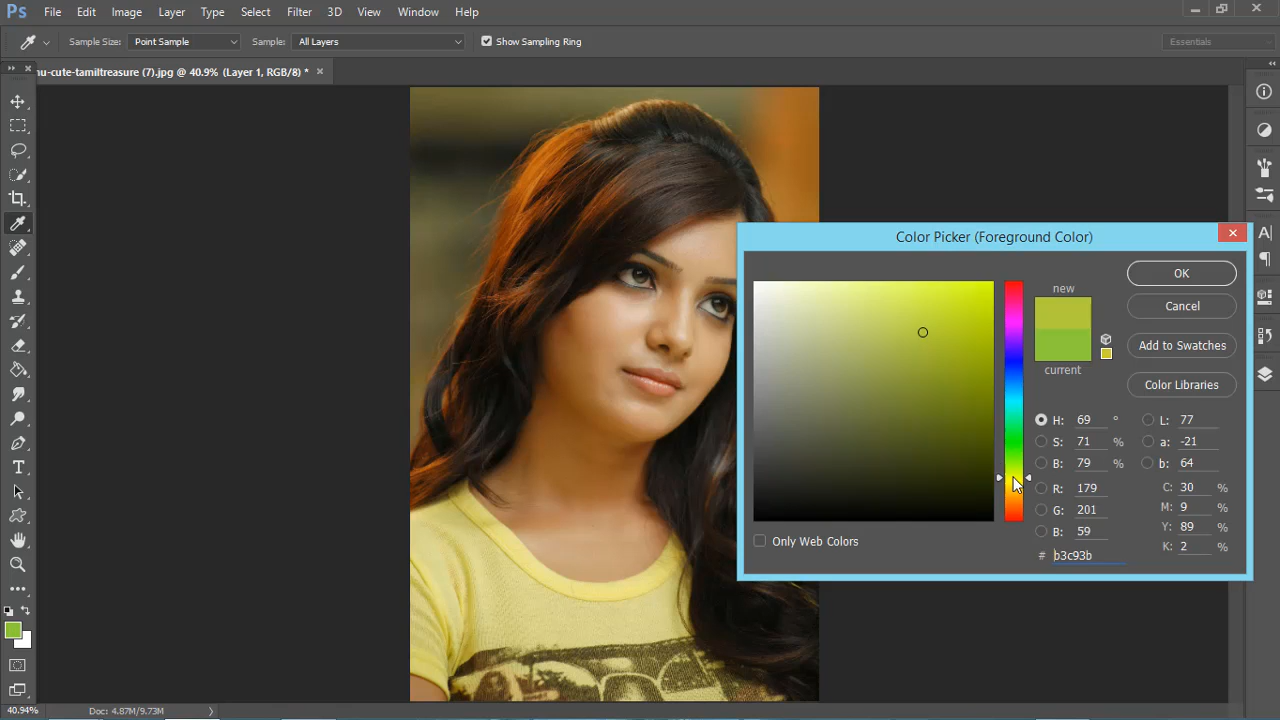 Ps File Edit Image Layer Type Select Filter 3D View Window Help
Sample Size: Point Sample Sample: All Layers Show Sampling Ring Essentials
nu-cute-tamiltreasure (7).jpg @ 40.9% (Layer 1, RGB/8) *
Color Picker (Foreground Color)
new
current
OK
Cancel
Add to Swatches
Color Libraries
H: 69 ° L: 77
S: 71 % a: -21
B: 79 % b: 64
R: 179 C: 30 %
G: 201 M: 9 %
B: 59 Y: 89 %
# b3c93b K: 2 %
Only Web Colors
40.94% Doc: 4.87M/9.73M